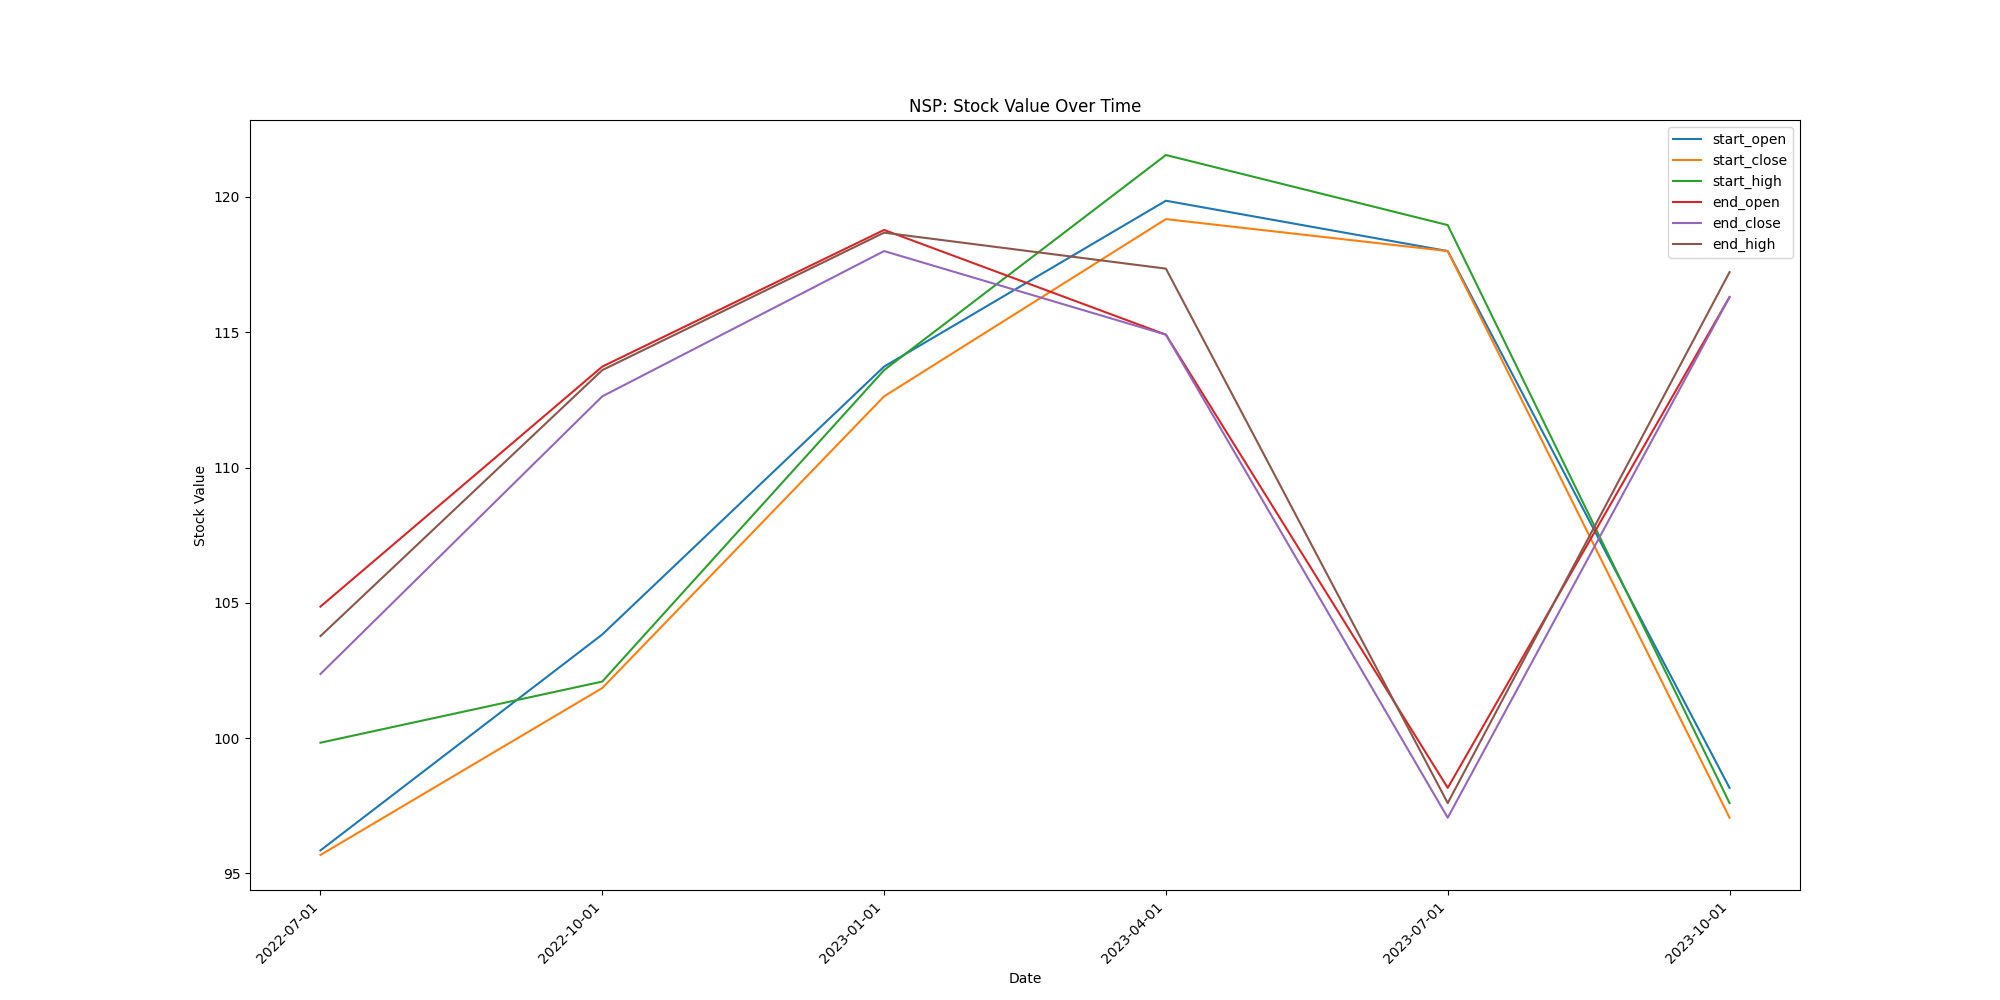 NSP: Stock Value Over Time
start_open
start_close
start_high
end_open
end_close
end_high
120
115
110
105
100
95
Stock Value
2022-07-01
2022-10-01
2023-01-01
2023-04-01
2023-07-01
2023-10-01
Date